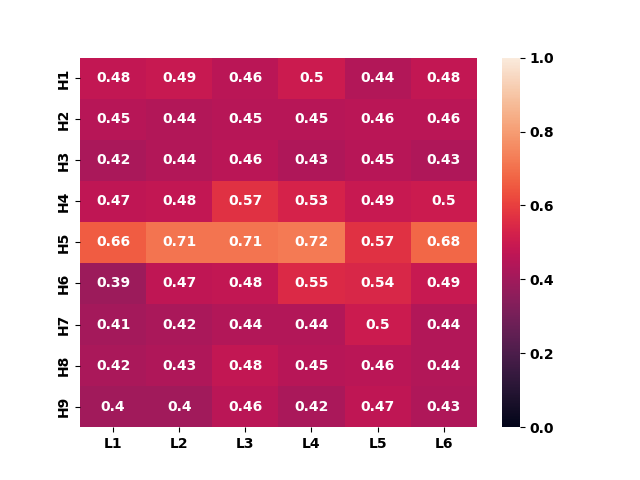 H1 0.48 0.49 0.46 0.5 0.44 0.48
H2 0.45 0.44 0.45 0.45 0.46 0.46
H3 0.42 0.44 0.46 0.43 0.45 0.43
H4 0.47 0.48 0.57 0.53 0.49 0.5
H5 0.66 0.71 0.71 0.72 0.57 0.68
H6 0.39 0.47 0.48 0.55 0.54 0.49
H7 0.41 0.42 0.44 0.44 0.5 0.44
H8 0.42 0.43 0.48 0.45 0.46 0.44
H9 0.4 0.4 0.46 0.42 0.47 0.43
L1 L2 L3 L4 L5 L6
1.0
0.8
0.6
0.4
0.2
0.0